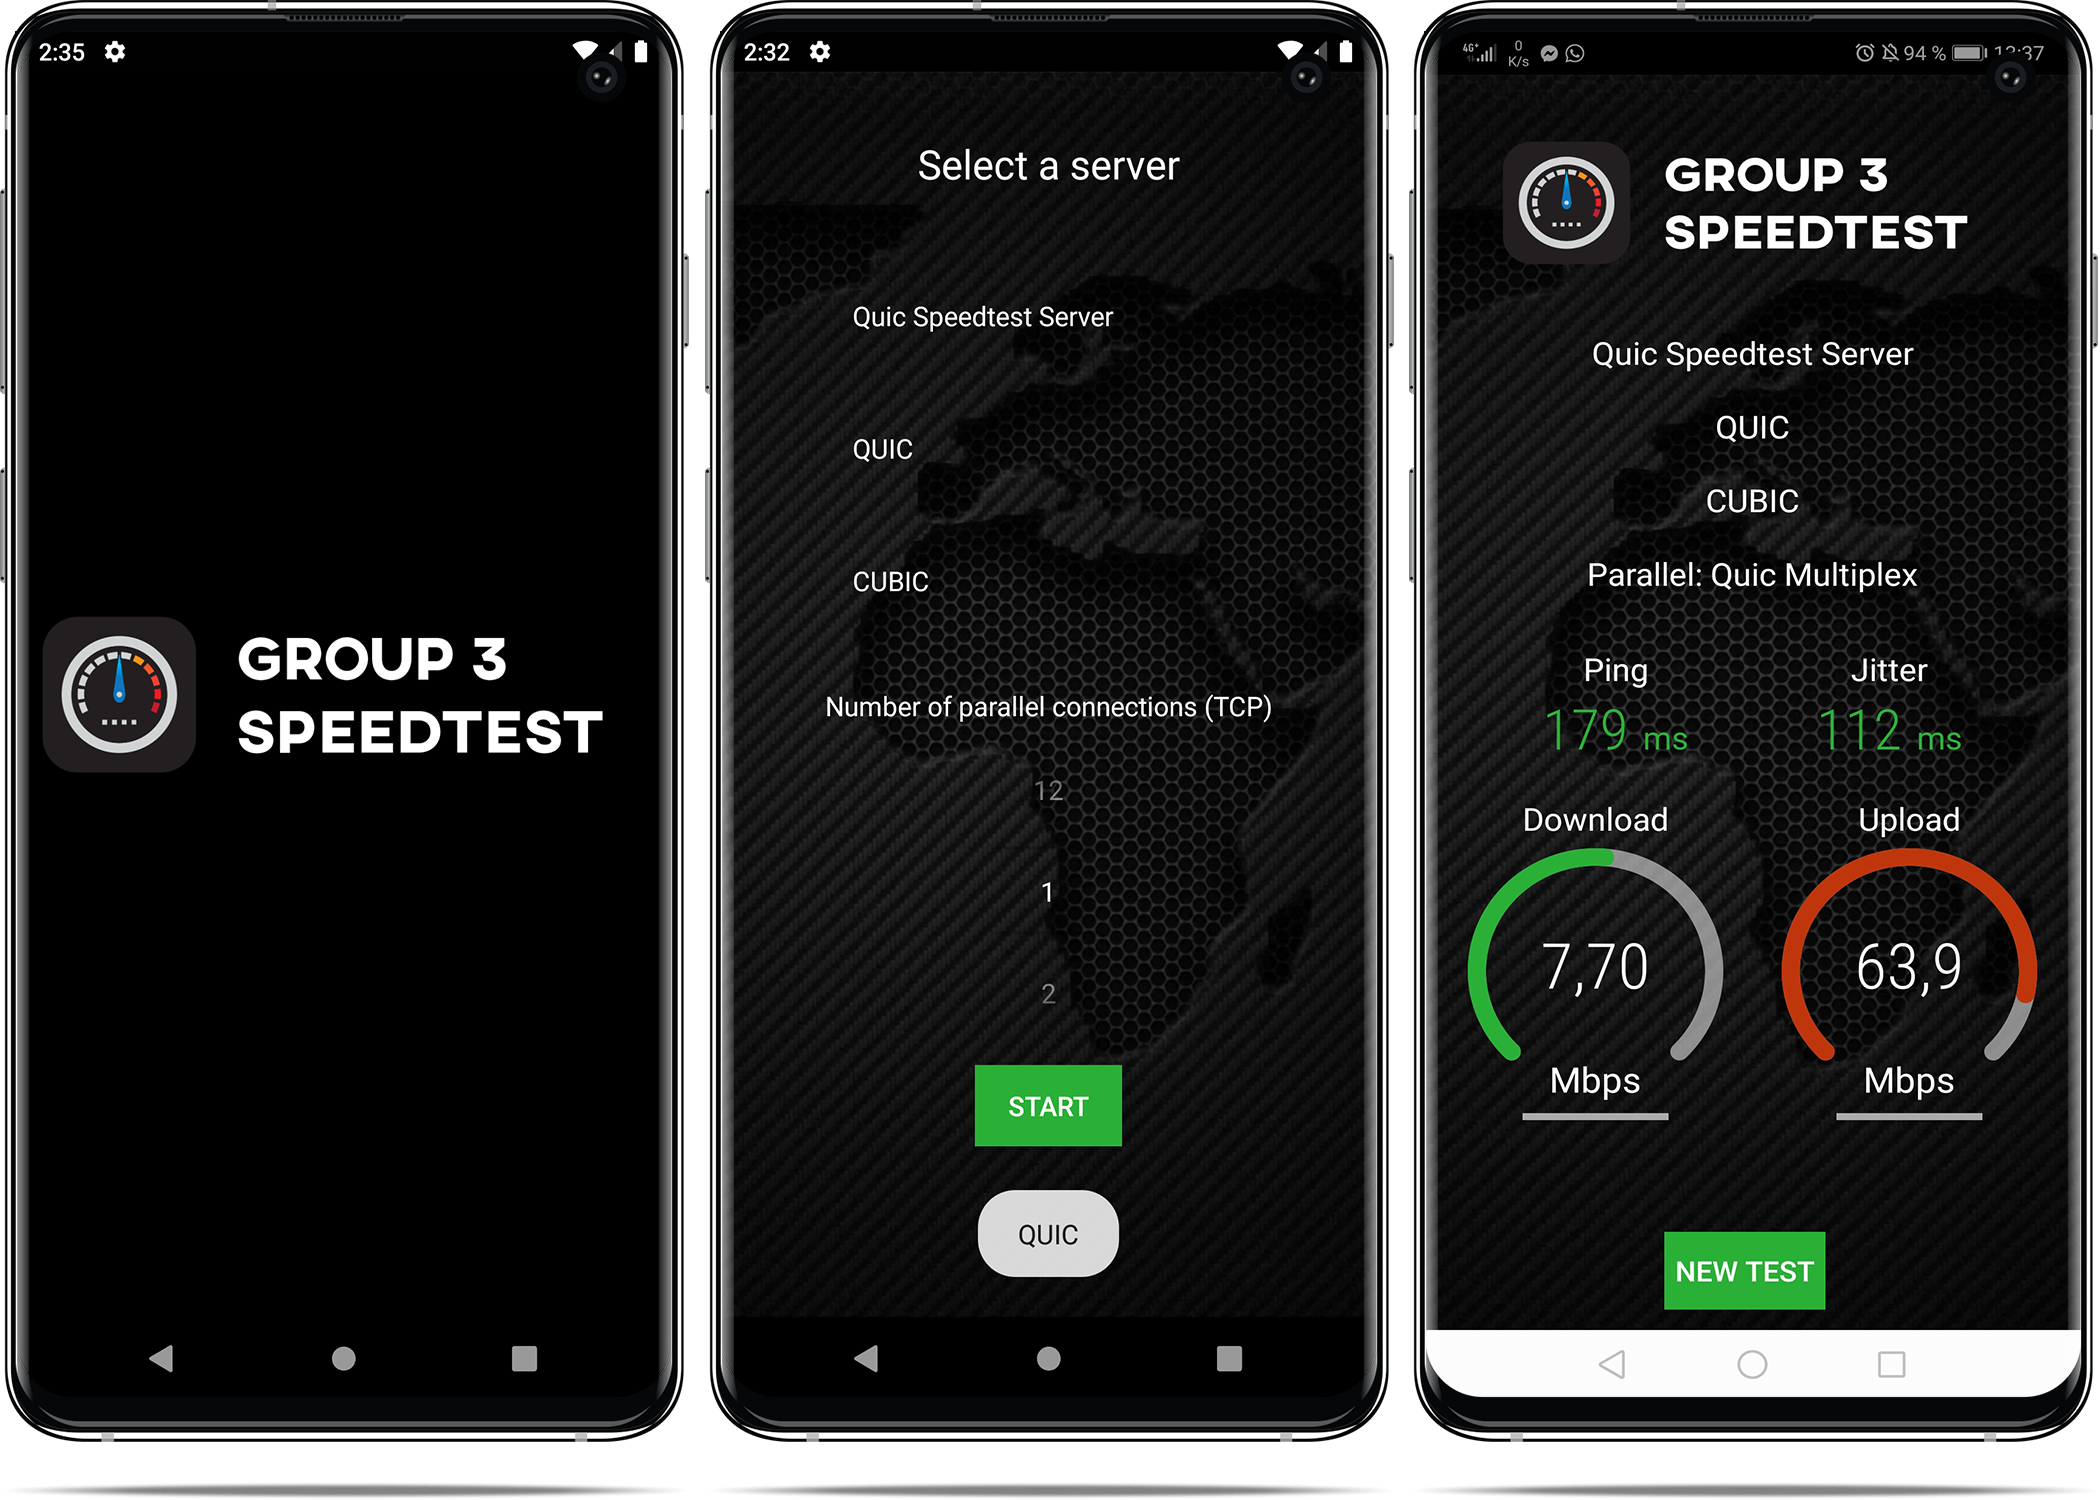 2:35
GROUP 3
SPEEDTEST
2:32
Select a server
Quic Speedtest Server
QUIC
CUBIC
Number of parallel connections (TCP)
12
1
2
START
QUIC
4G+ 0 K/s 94 %
GROUP 3
SPEEDTEST
Quic Speedtest Server
QUIC
CUBIC
Parallel: Quic Multiplex
Ping Jitter
179 ms 112 ms
Download Upload
7,70 63,9
Mbps Mbps
NEW TEST